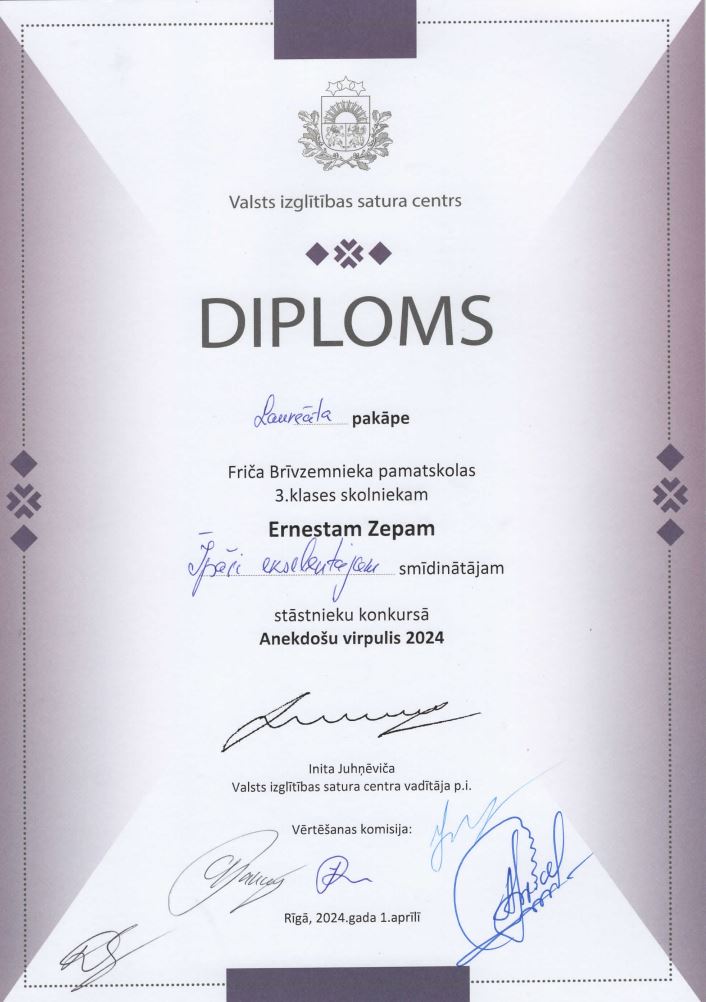 Valsts izglītības satura centrs
DIPLOMS
Laureāta pakāpe
Friča Brīvzemnieka pamatskolas
3.klases skolniekam
Ernestam Zepam
Īpaši ekselentajam smīdinātājam
stāstnieku konkursā
Anekdošu virpulis 2024
Inita Juhņēviča
Valsts izglītības satura centra vadītāja p.i.
Vērtēšanas komisija:
Rīgā, 2024.gada 1.aprīlī